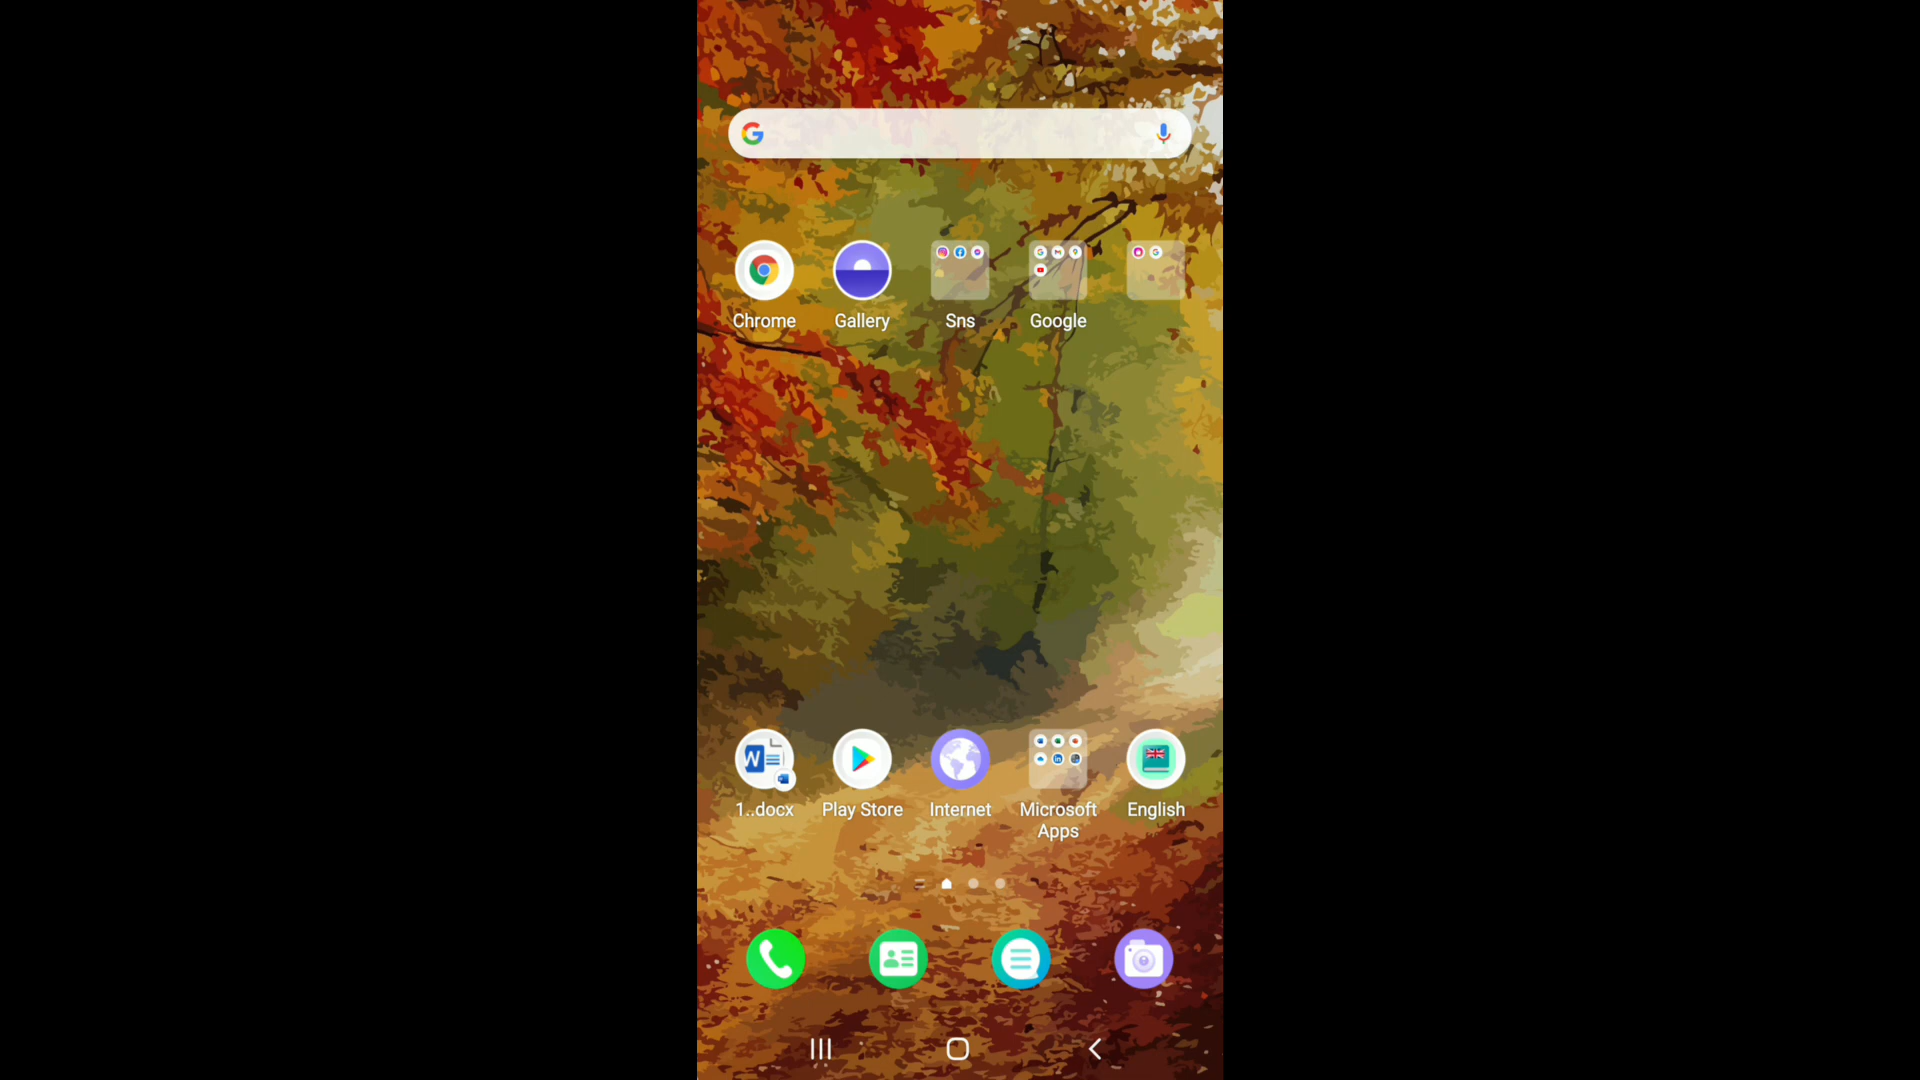 Chrome
Gallery
Sns
Google
1..docx
Play Store
Internet
Microsoft
Apps
English